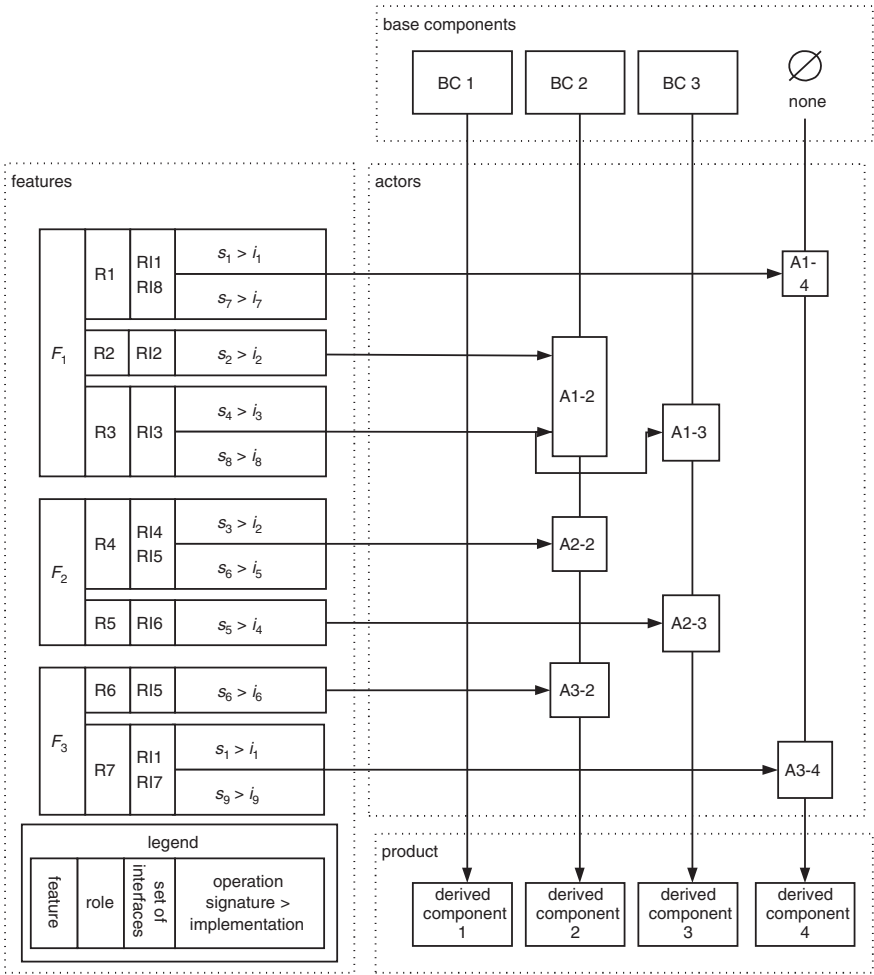 base components
BC 1
BC 2
BC 3
∅
none
features
actors
F₁
R1
RI1
RI8
s₁ > i₁
s₇ > i₇
A1-
4
R2
RI2
s₂ > i₂
A1-2
R3
RI3
s₄ > i₃
s₈ > i₈
A1-3
F₂
R4
RI4
RI5
s₃ > i₂
s₆ > i₅
A2-2
R5
RI6
s₅ > i₄
A2-3
F₃
R6
RI5
s₆ > i₆
A3-2
R7
RI1
RI7
s₁ > i₁
s₉ > i₉
A3-4
legend
feature
role
set of
interfaces
operation
signature >
implementation
product
derived
component
1
derived
component
2
derived
component
3
derived
component
4